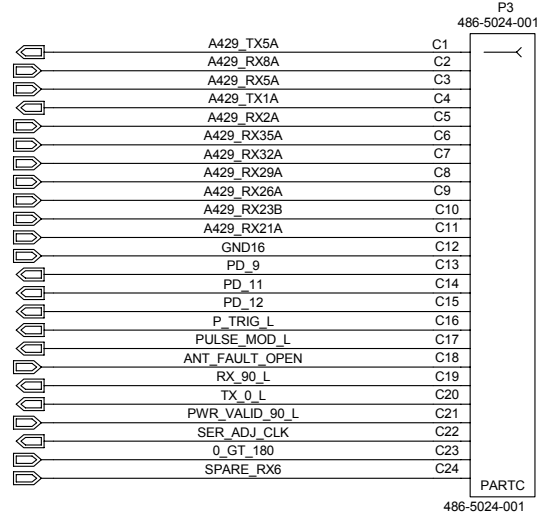 P3
486-5024-001
A429_TX5A C1
A429_RX8A C2
A429_RX5A C3
A429_TX1A C4
A429_RX2A C5
A429_RX35A C6
A429_RX32A C7
A429_RX29A C8
A429_RX26A C9
A429_RX23B C10
A429_RX21A C11
GND16 C12
PD_9 C13
PD_11 C14
PD_12 C15
P_TRIG_L C16
PULSE_MOD_L C17
ANT_FAULT_OPEN C18
RX_90_L C19
TX_0_L C20
PWR_VALID_90_L C21
SER_ADJ_CLK C22
0_GT_180 C23
SPARE_RX6 C24
PARTC
486-5024-001